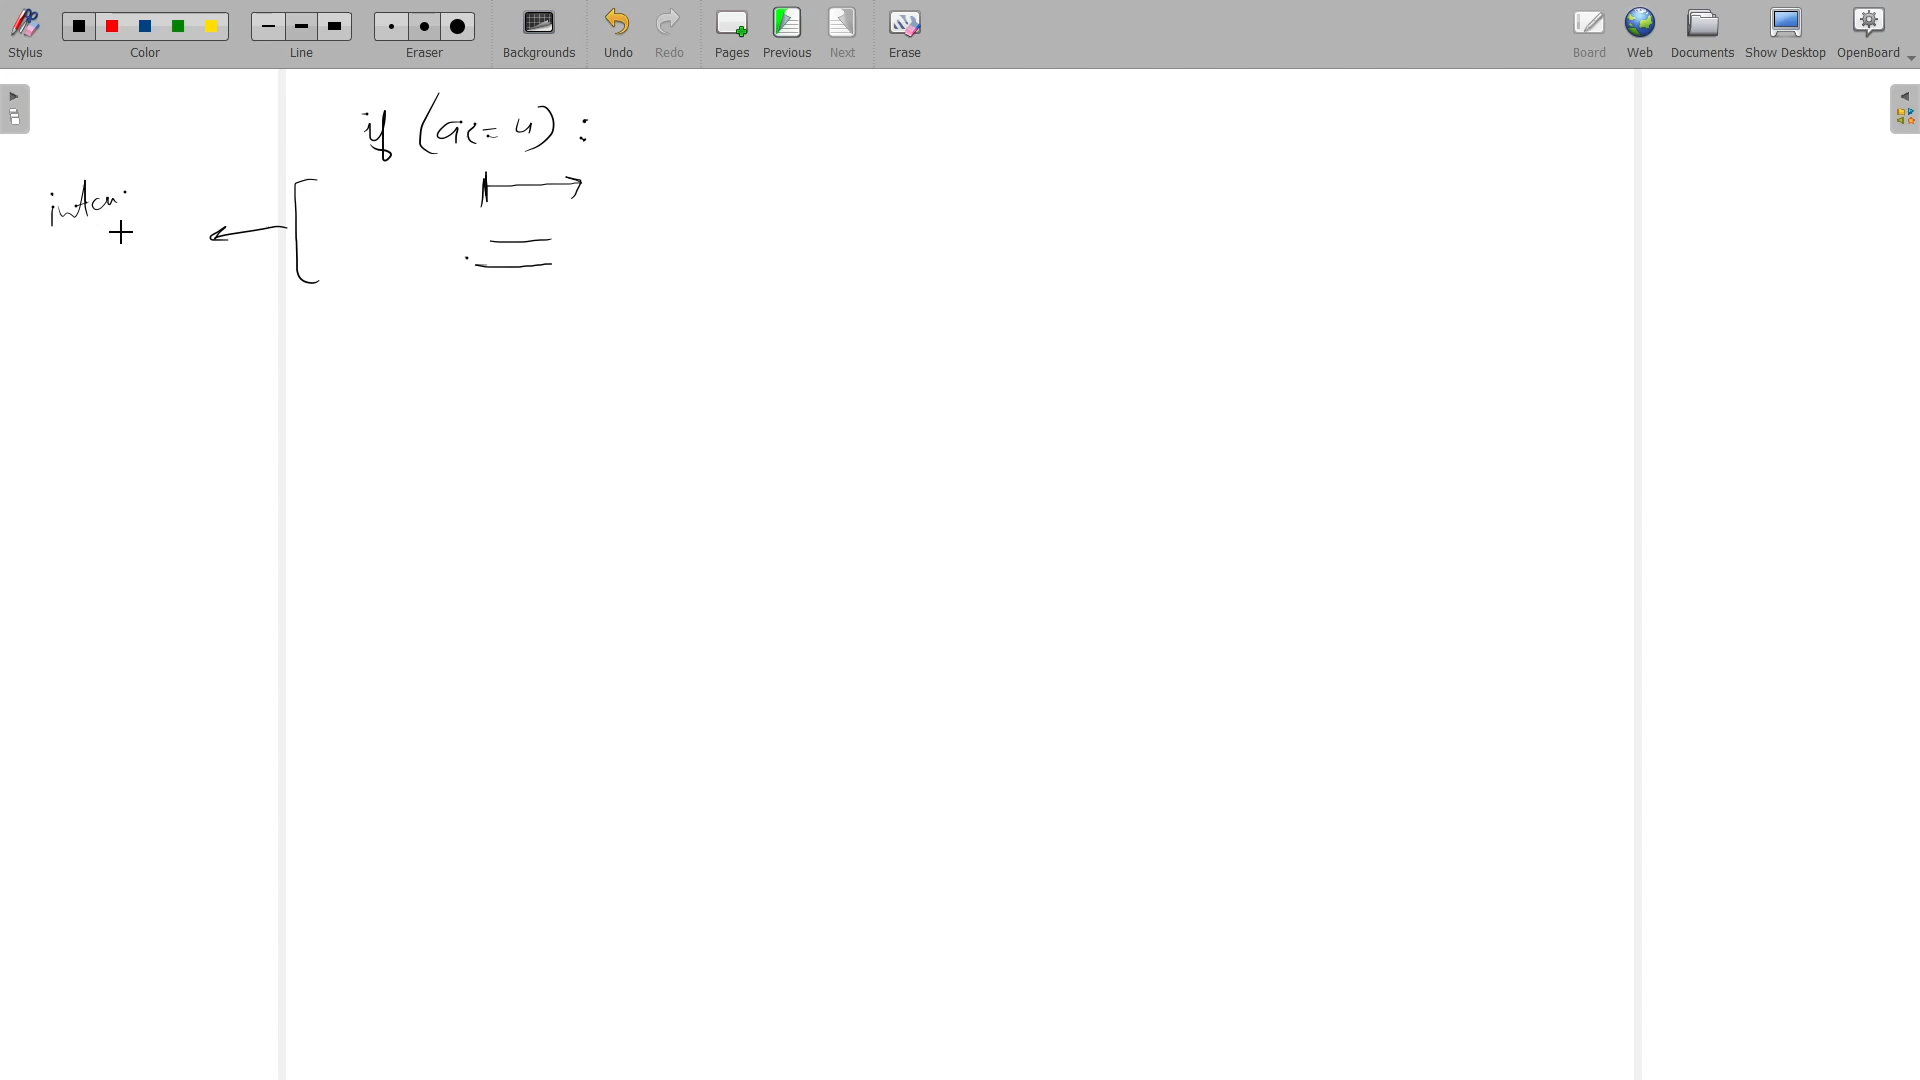 Stylus Color Line Eraser Backgrounds Undo Redo Pages Previous Next Erase Board Web Documents Show Desktop OpenBoard
if (a<=4) :